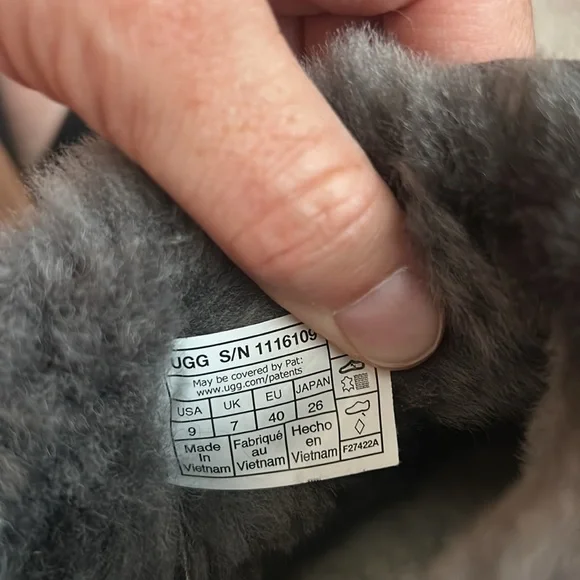 UGG S/N 1116109
May be covered by Pat:
www.ugg.com/patents
USA UK EU JAPAN
9 7 40 26
Made In Vietnam
Fabriqué au Vietnam
Hecho en Vietnam
F27422A